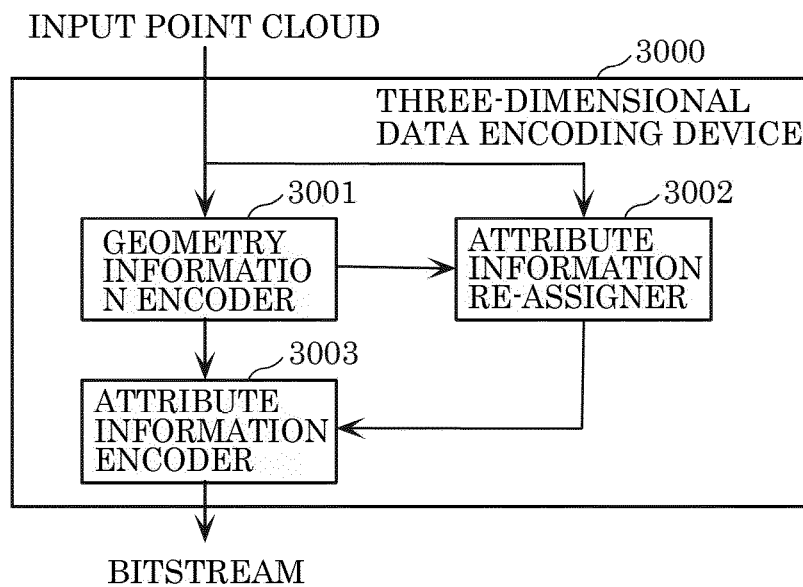 INPUT POINT CLOUD
3000
THREE-DIMENSIONAL
DATA ENCODING DEVICE
3001
GEOMETRY
INFORMATIO
N ENCODER
3002
ATTRIBUTE
INFORMATION
RE-ASSIGNER
3003
ATTRIBUTE
INFORMATION
ENCODER
BITSTREAM